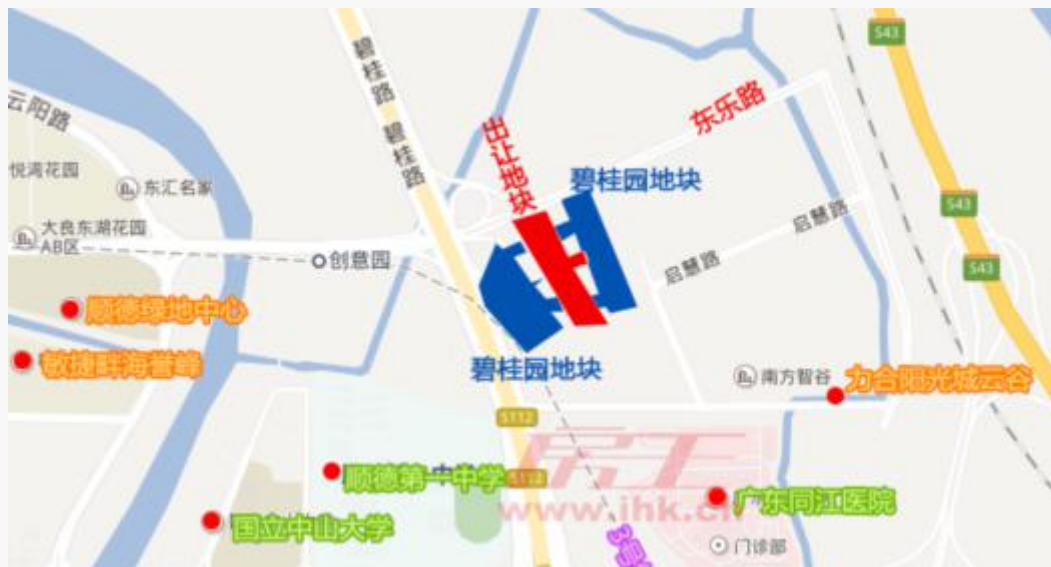 碧桂路
S43
云阳路
碧桂路
东乐路
出让地块
悦湾花园
东汇名家
碧桂园地块
S43
大良东湖花园
AB区
启慧路
创意园
启慧路
S43
顺德绿地中心
敏捷畔海誉峰
碧桂园地块
南方智谷
力合阳光城云谷
S112
房王
顺德第一中学
www.ihk.cn
广东同江医院
国立中山大学
3号
门诊部